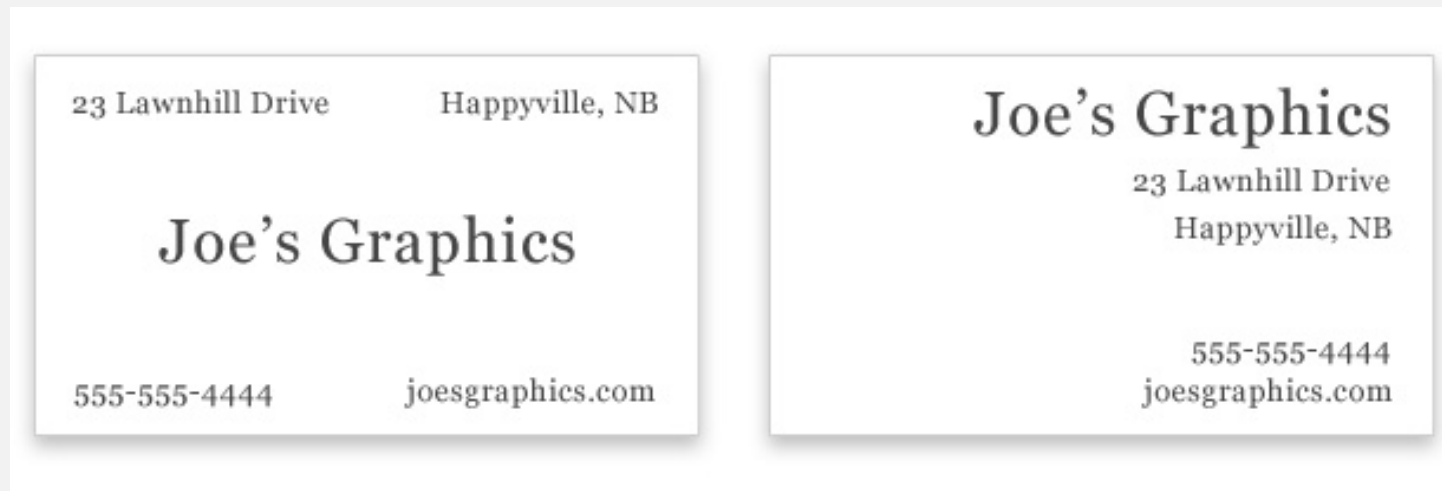 23 Lawnhill Drive Happyville, NB
Joe’s Graphics
555-555-4444 joesgraphics.com
Joe’s Graphics
23 Lawnhill Drive
Happyville, NB
555-555-4444
joesgraphics.com